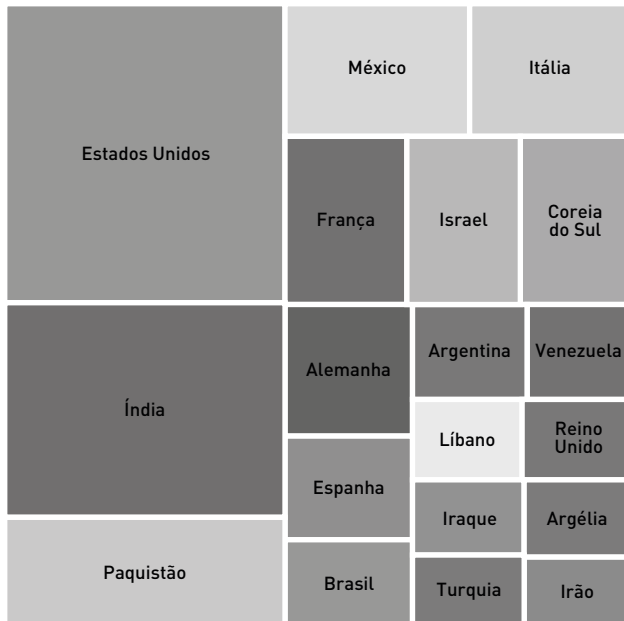 México
Itália
Estados Unidos
França
Israel
Coreia
do Sul
Alemanha
Argentina
Venezuela
Índia
Líbano
Reino
Unido
Espanha
Iraque
Argélia
Paquistão
Brasil
Turquia
Irão